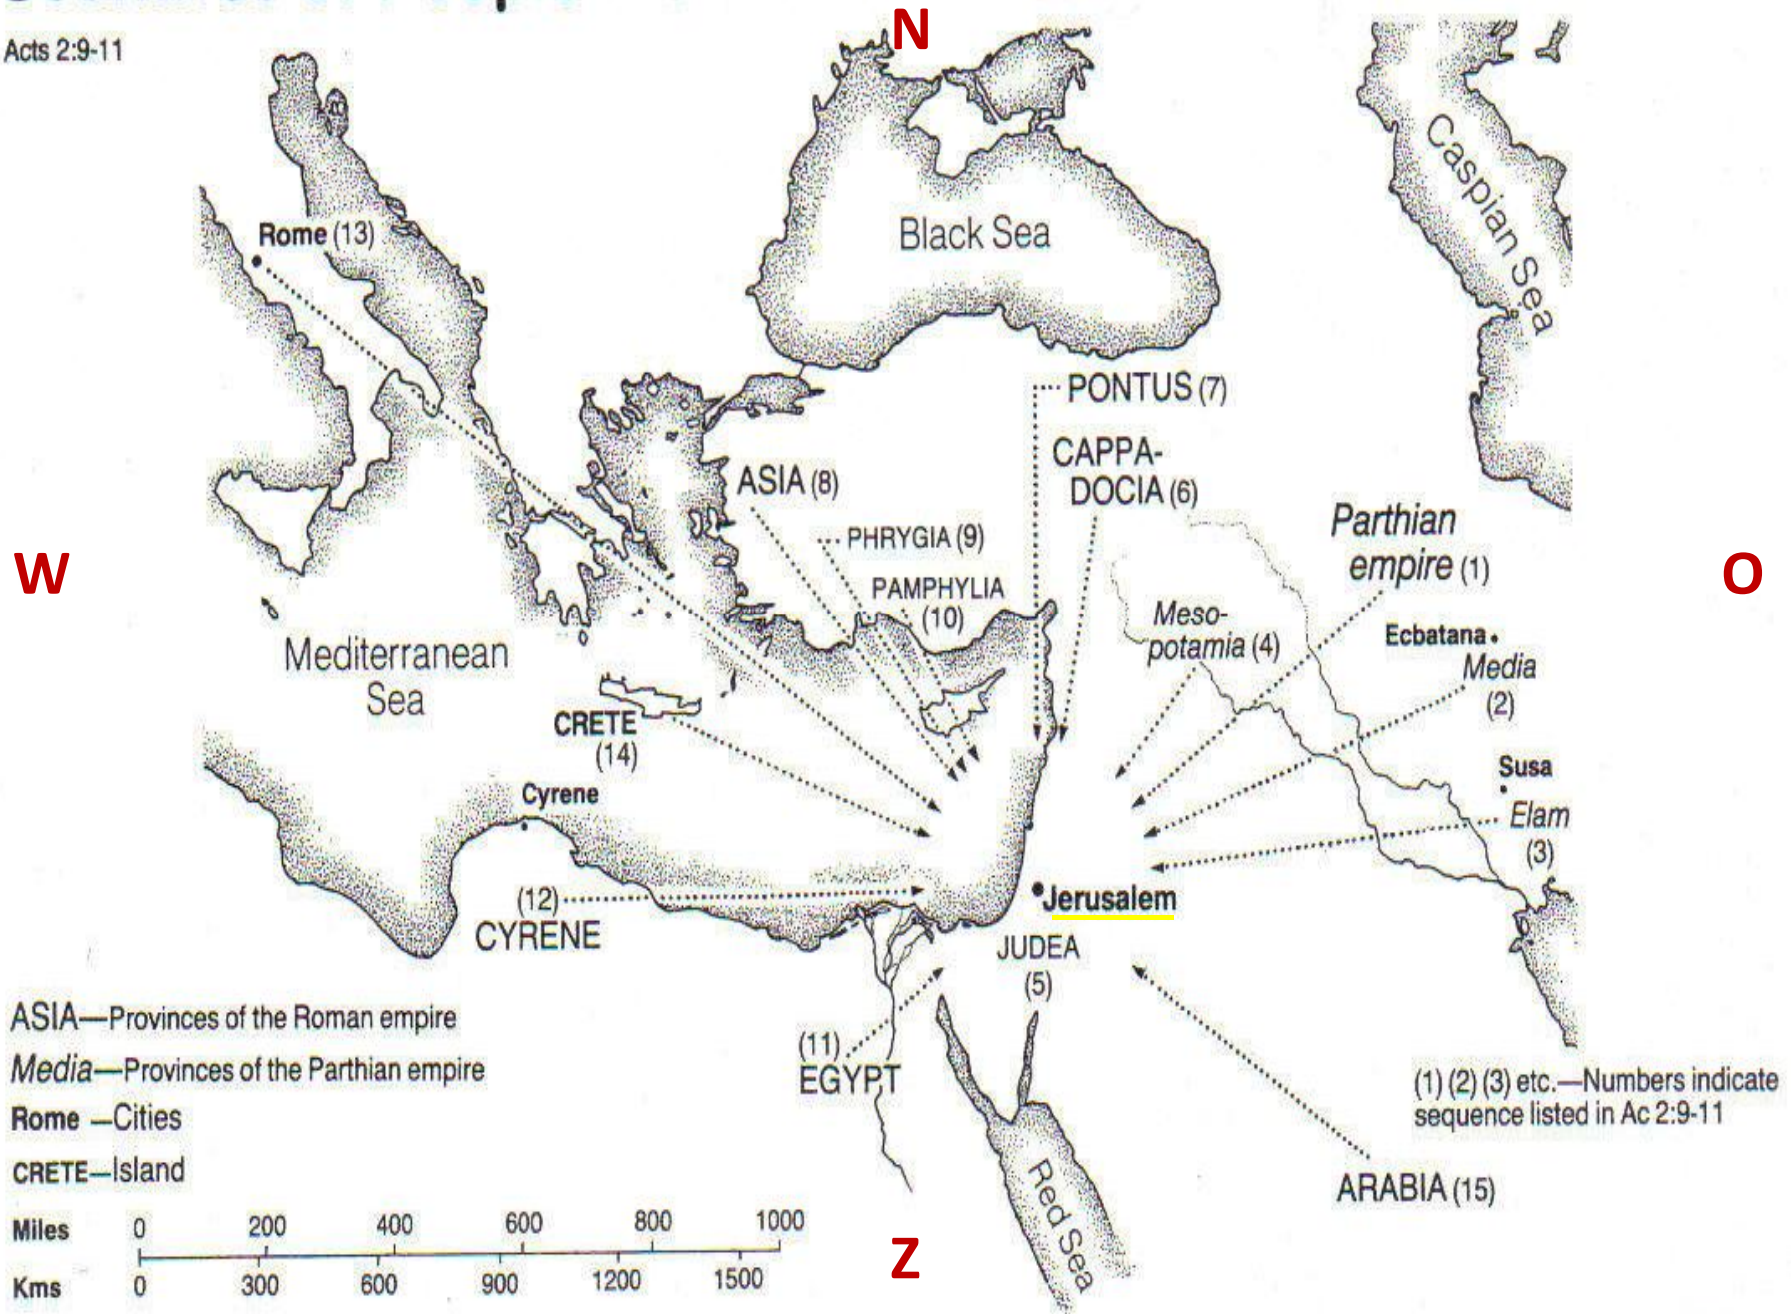 Acts 2:9-11
N
Caspian Sea
Rome (13)
Black Sea
PONTUS (7)
CAPPA-
DOCIA (6)
ASIA (8)
PHRYGIA (9)
PAMPHYLIA
(10)
Parthian
empire (1)
W
O
Meso-
potamia (4)
Ecbatana
Media
(2)
Mediterranean
Sea
CRETE
(14)
Susa
Elam
(3)
Cyrene
(12)
CYRENE
Jerusalem
JUDEA
(5)
(11)
EGYPT
ASIA—Provinces of the Roman empire
Media—Provinces of the Parthian empire
Rome —Cities
CRETE—Island
(1) (2) (3) etc.—Numbers indicate
sequence listed in Ac 2:9-11
ARABIA (15)
Red Sea
Z
Miles 0 200 400 600 800 1000
Kms 0 300 600 900 1200 1500